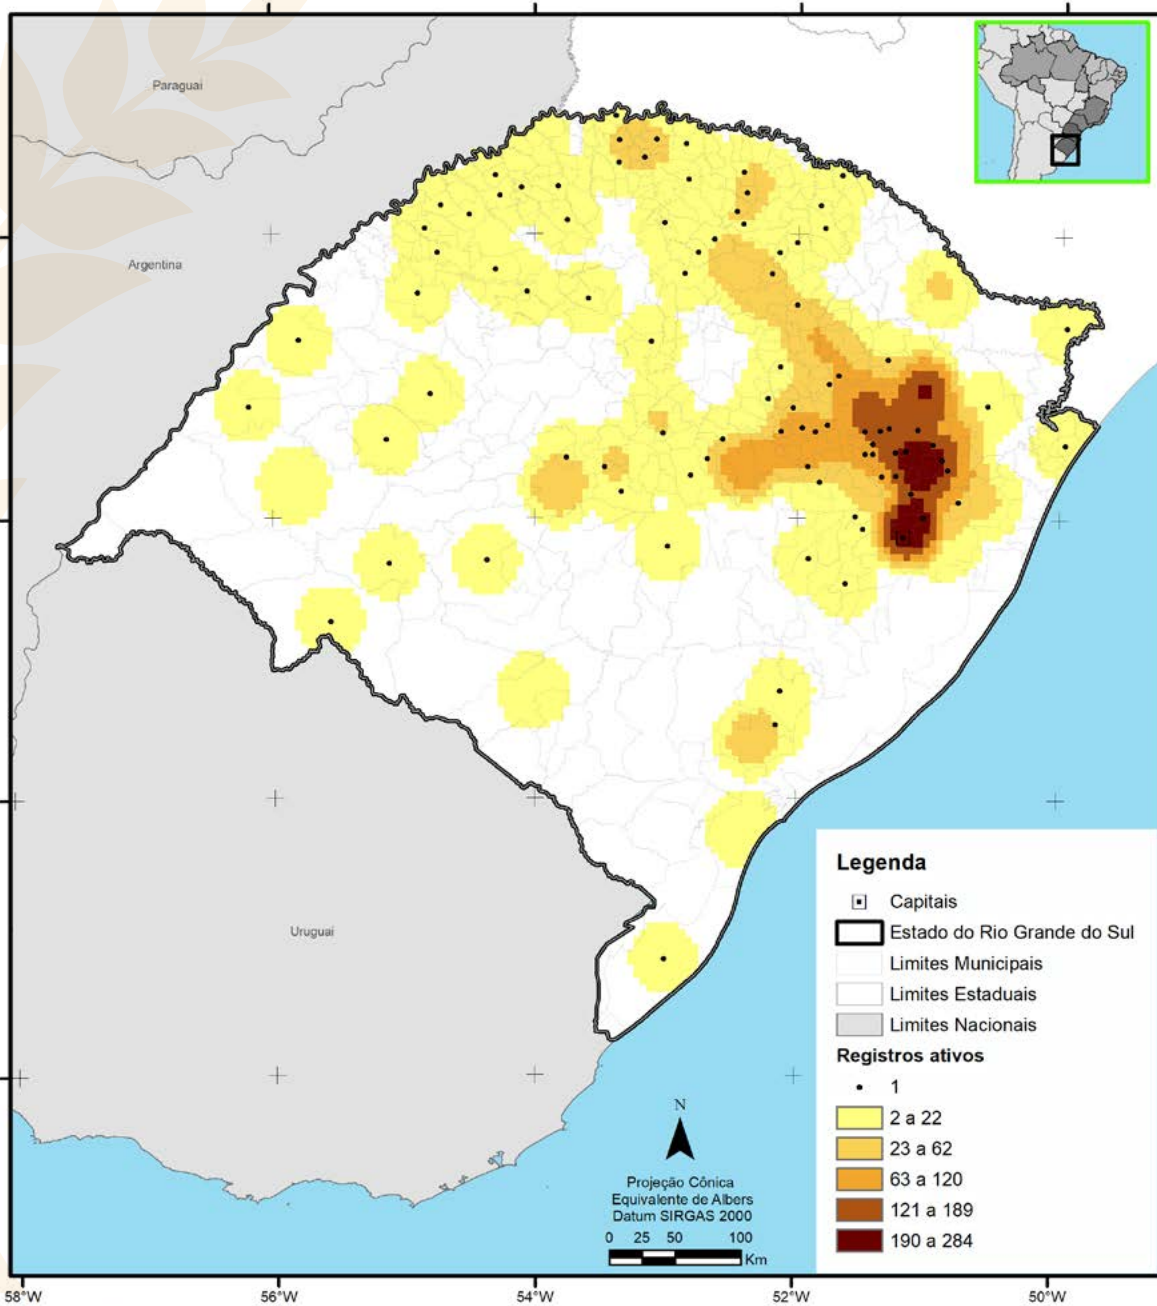 Paraguai
Argentina
Uruguai
Legenda
Capitais
Estado do Rio Grande do Sul
Limites Municipais
Limites Estaduais
Limites Nacionais
Registros ativos
1
2 a 22
23 a 62
63 a 120
121 a 189
190 a 284
N
Projeção Cônica
Equivalente de Albers
Datum SIRGAS 2000
0 25 50 100
Km
58°W 56°W 54°W 52°W 50°W